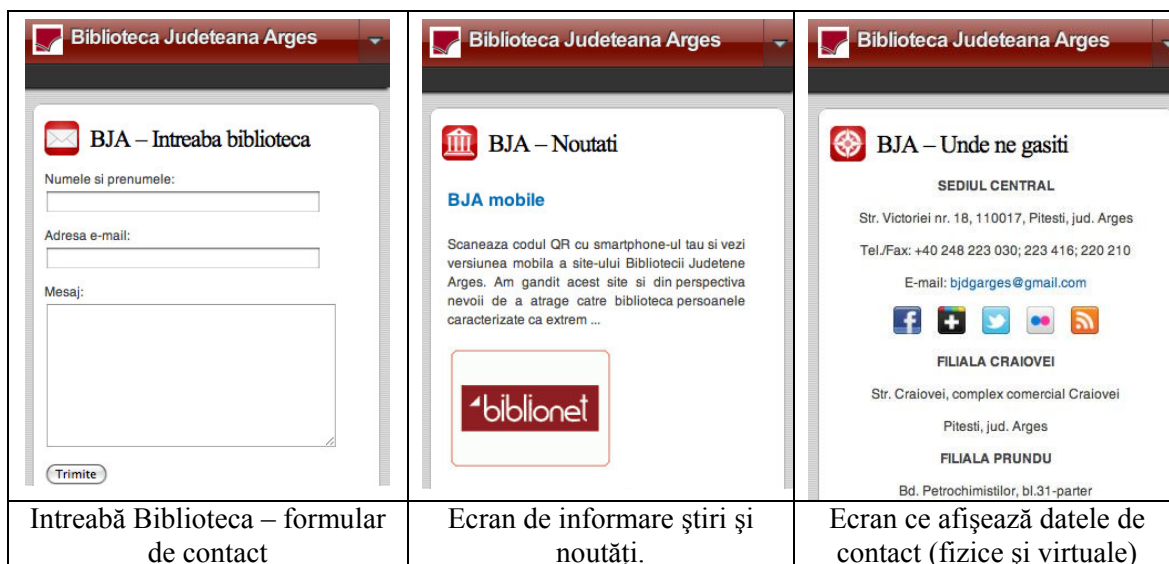 Biblioteca Judeteana Arges
BJA – Intreaba biblioteca
Numele si prenumele:
Adresa e-mail:
Mesaj:
Trimite
Intreabă Biblioteca – formular
de contact
Biblioteca Judeteana Arges
BJA – Noutati
BJA mobile
Scaneaza codul QR cu smartphone-ul tau si vezi
versiunea mobila a site-ului Bibliotecii Judetene
Arges. Am gandit acest site si din perspectiva
nevoii de a atrage catre biblioteca persoanele
caracterizate ca extrem ...
biblionet
Ecran de informare ştiri şi
noutăţi.
Biblioteca Judeteana Arges
BJA – Unde ne gasiti
SEDIUL CENTRAL
Str. Victoriei nr. 18, 110017, Pitesti, jud. Arges
Tel./Fax: +40 248 223 030; 223 416; 220 210
E-mail: bjdgarges@gmail.com
FILIALA CRAIOVEI
Str. Craiovei, complex comercial Craiovei
Pitesti, jud. Arges
FILIALA PRUNDU
Bd. Petrochimistilor, bl.31-parter
Ecran ce afişează datele de
contact (fizice şi virtuale)